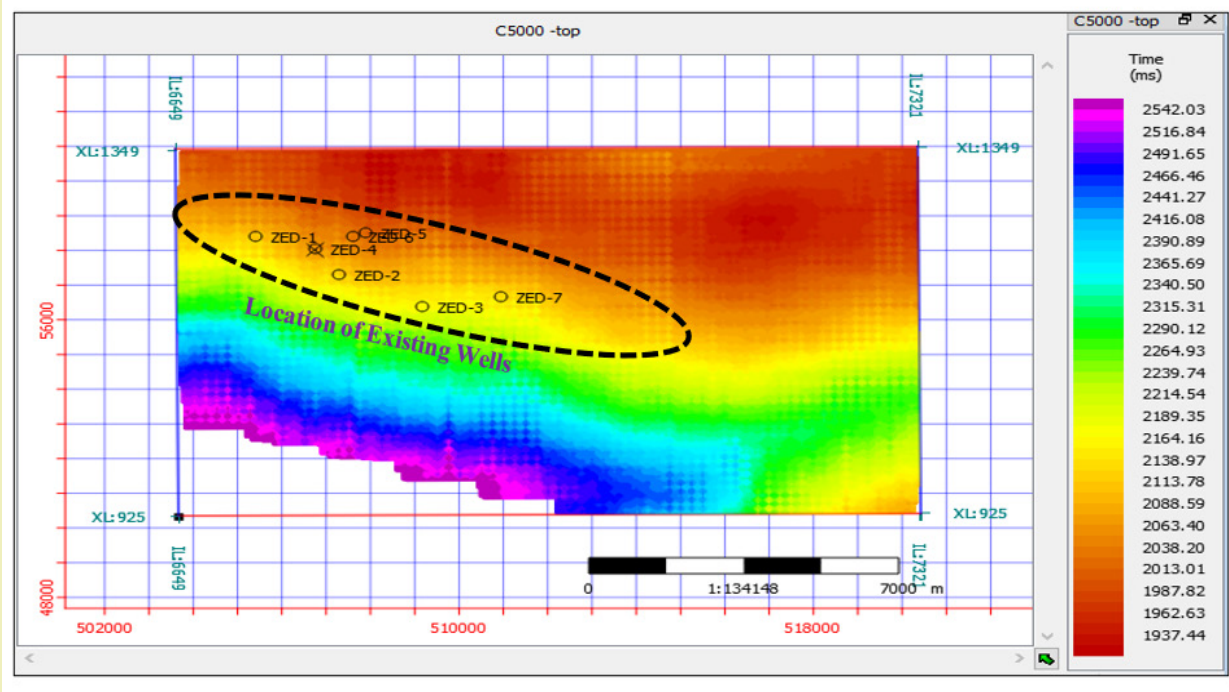 C5000 -top
C5000 -top
Time
(ms)
2542.03
2516.84
2491.65
2466.46
2441.27
2416.08
2390.89
2365.69
2340.50
2315.31
2290.12
2264.93
2239.74
2214.54
2189.35
2164.16
2138.97
2113.78
2088.59
2063.40
2038.20
2013.01
1987.82
1962.63
1937.44
IL:6649
IL:7321
XL:1349
XL:1349
ZED-1
ZED-6
ZED-5
ZED-4
ZED-2
ZED-3
ZED-7
Location of Existing Wells
56000
XL:925
XL:925
IL:6649
IL:7321
0
1:134148
7000 m
48000
502000
510000
518000